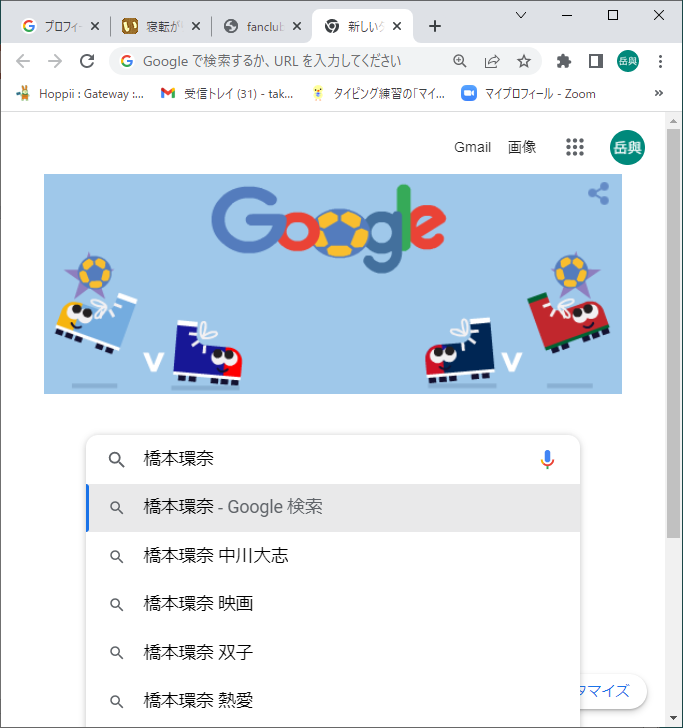 プロフィー
寝転が
fanclub
新しいタ
Google で検索するか、URL を入力してください
岳與
Hoppii : Gateway :...
受信トレイ (31) - tak...
タイピング練習の「マイ...
マイプロフィール - Zoom
»
Gmail
画像
岳與
Google
v
v
橋本環奈
橋本環奈 - Google 検索
橋本環奈 中川大志
橋本環奈 映画
橋本環奈 双子
橋本環奈 熱愛
タマイズ